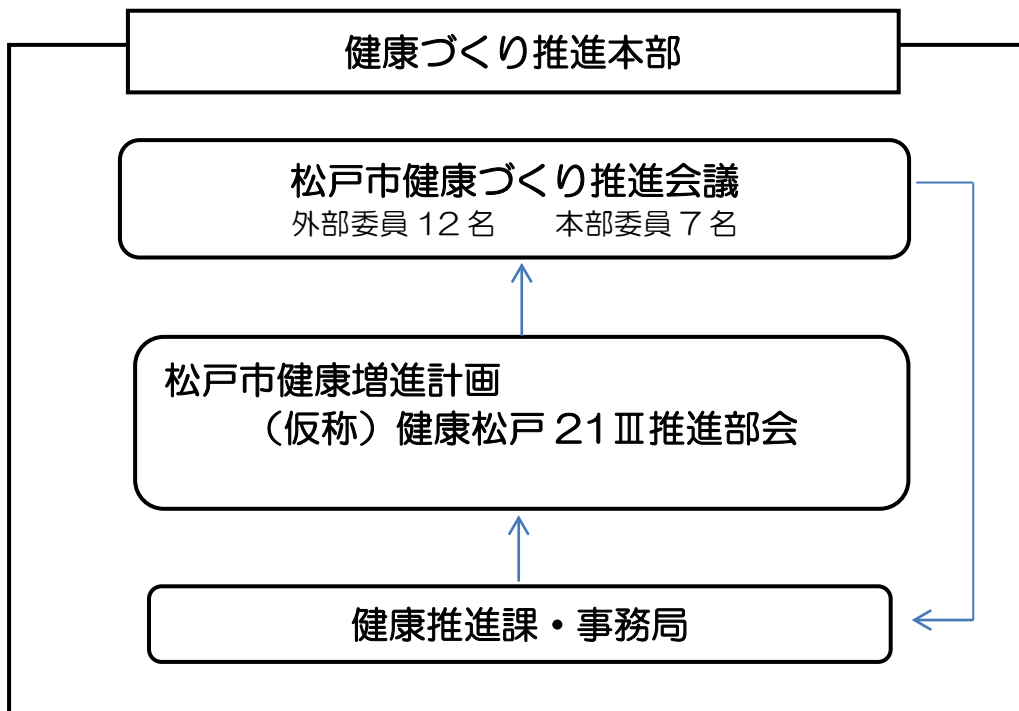 健康づくり推進本部
松戸市健康づくり推進会議
外部委員 12 名　　本部委員 7 名
松戸市健康増進計画
（仮称）健康松戸 21Ⅲ推進部会
健康推進課・事務局